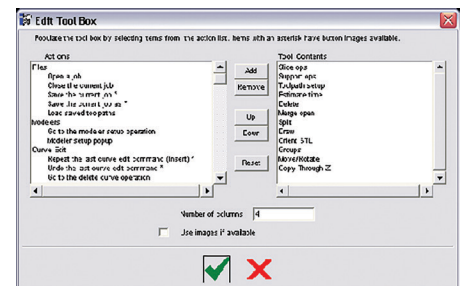 Edit Tool Box
Populate the tool box by selecting items from the action list. Items with an asterisk have button images available.
Actions
Files
Open a job
Close the current job
Save the current job *
Save the current job as *
Load saved toolpaths
Modelers
Go to the modeler setup operation
Modeler setup popup
Curve Edit
Repeat the last curve edit command (Insert) *
Undo the last curve edit command *
Go to the delete curve operation
Add
Remove
Up
Down
Reset
Tool Contents
Slice ops
Support ops
Toolpath setup
Estimate time
Delete
Merge open
Split
Draw
Orient STL
Groups
Move/Rotate
Copy Through Z
Number of columns 4
Use images if available